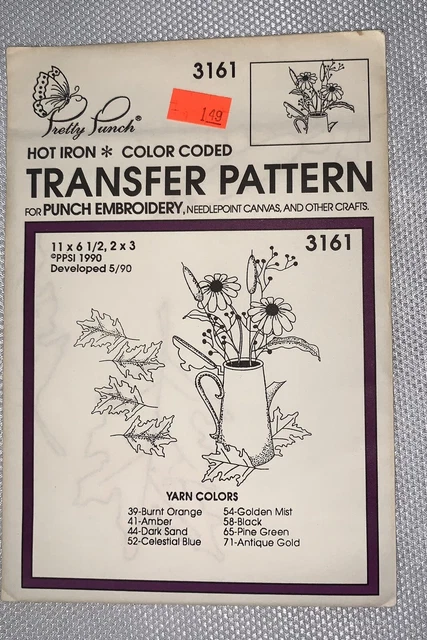 3161
1.49
Pretty Punch®
HOT IRON * COLOR CODED
TRANSFER PATTERN
FOR PUNCH EMBROIDERY, NEEDLEPOINT CANVAS, AND OTHER CRAFTS.
11 x 6 1/2, 2 x 3
3161
©PPSI 1990
Developed 5/90
YARN COLORS
39-Burnt Orange
41-Amber
44-Dark Sand
52-Celestial Blue
54-Golden Mist
58-Black
65-Pine Green
71-Antique Gold